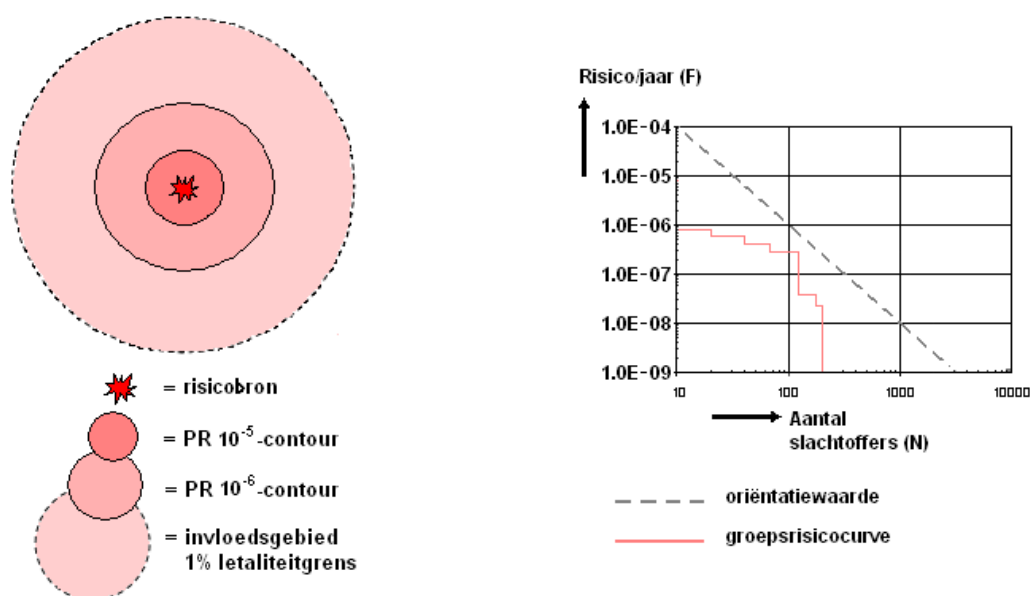 = risicobron
= PR 10⁻⁵-contour
= PR 10⁻⁶-contour
= invloedsgebied
1% letaliteitgrens
Risico/jaar (F)
1.0E-04
1.0E-05
1.0E-06
1.0E-07
1.0E-08
1.0E-09
10 100 1000 10000
Aantal
slachtoffers (N)
oriëntatiewaarde
groepsrisicocurve